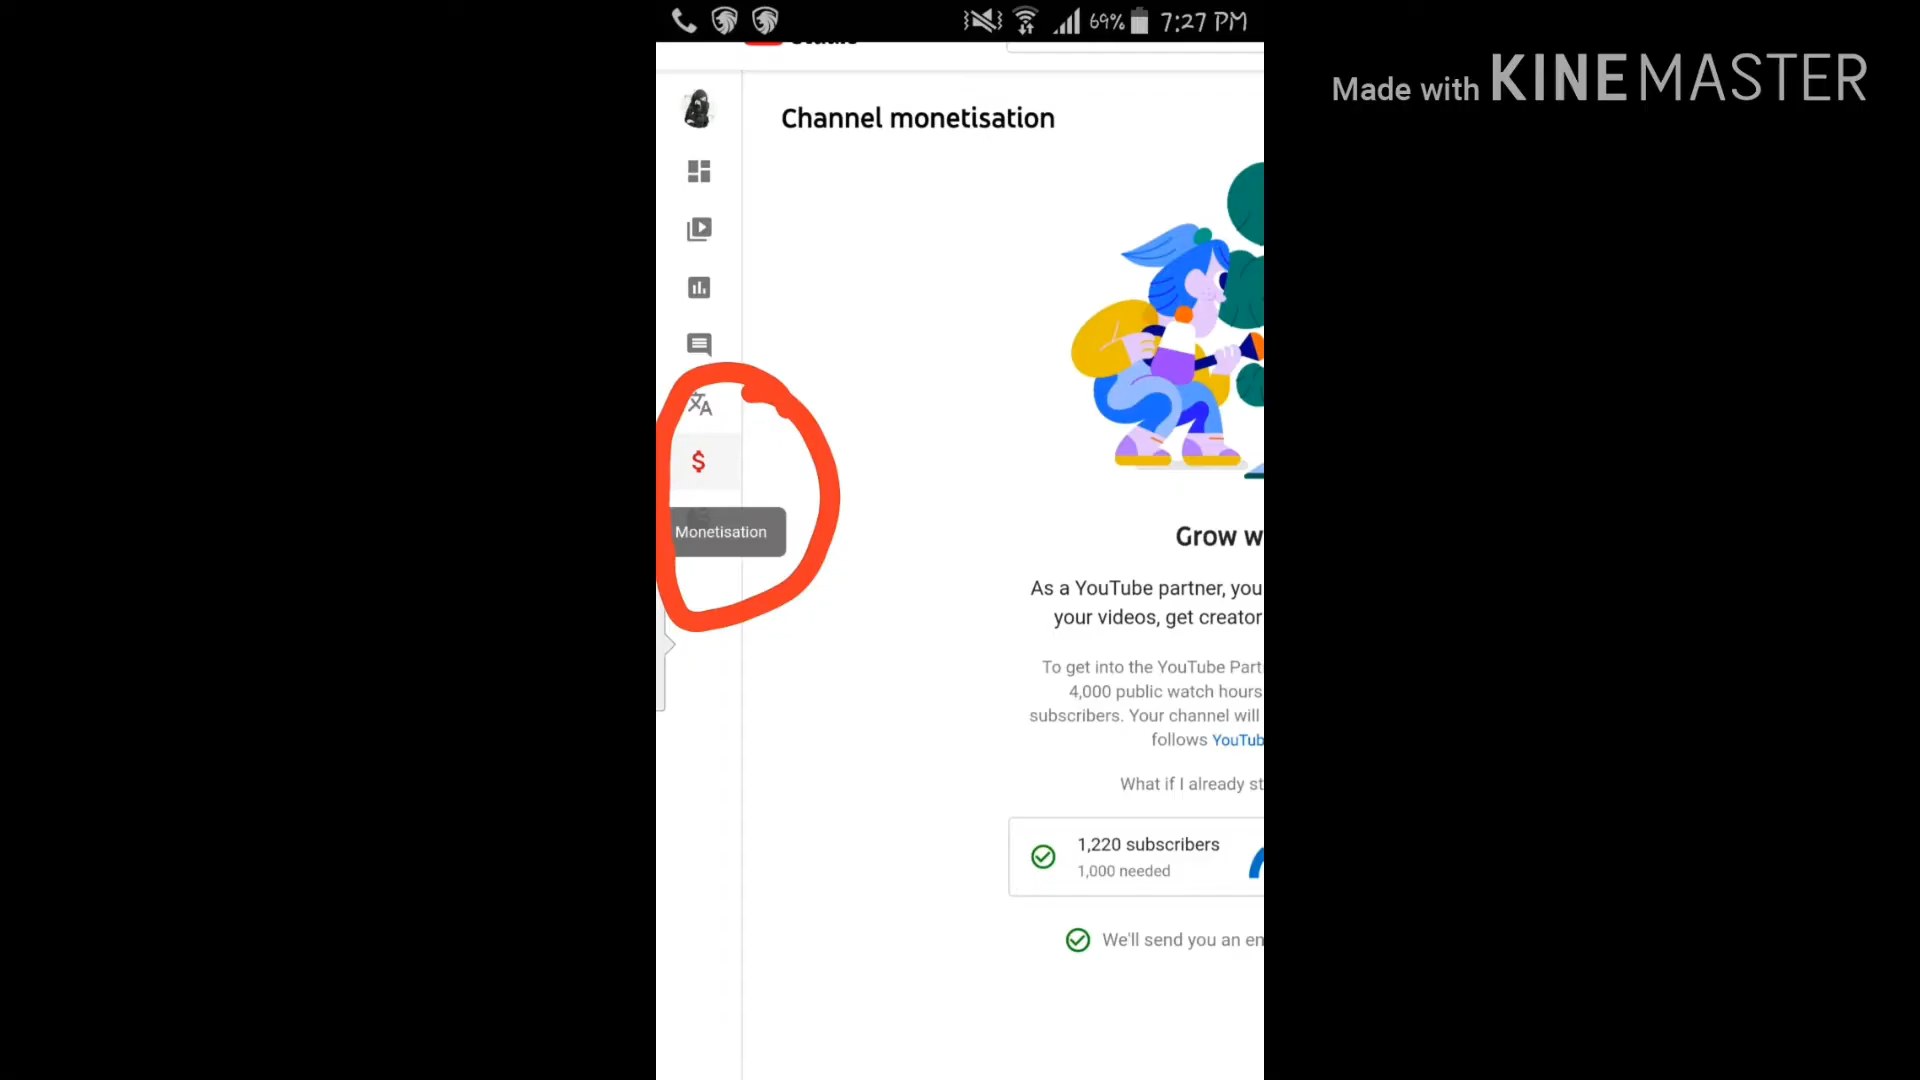 69% 7:27 PM
Made with KINEMASTER
Studio
Channel monetisation
$
Monetisation
Grow w
As a YouTube partner, you
your videos, get creator
To get into the YouTube Part
4,000 public watch hours
subscribers. Your channel will
follows YouTub
What if I already st
1,220 subscribers
1,000 needed
We'll send you an en